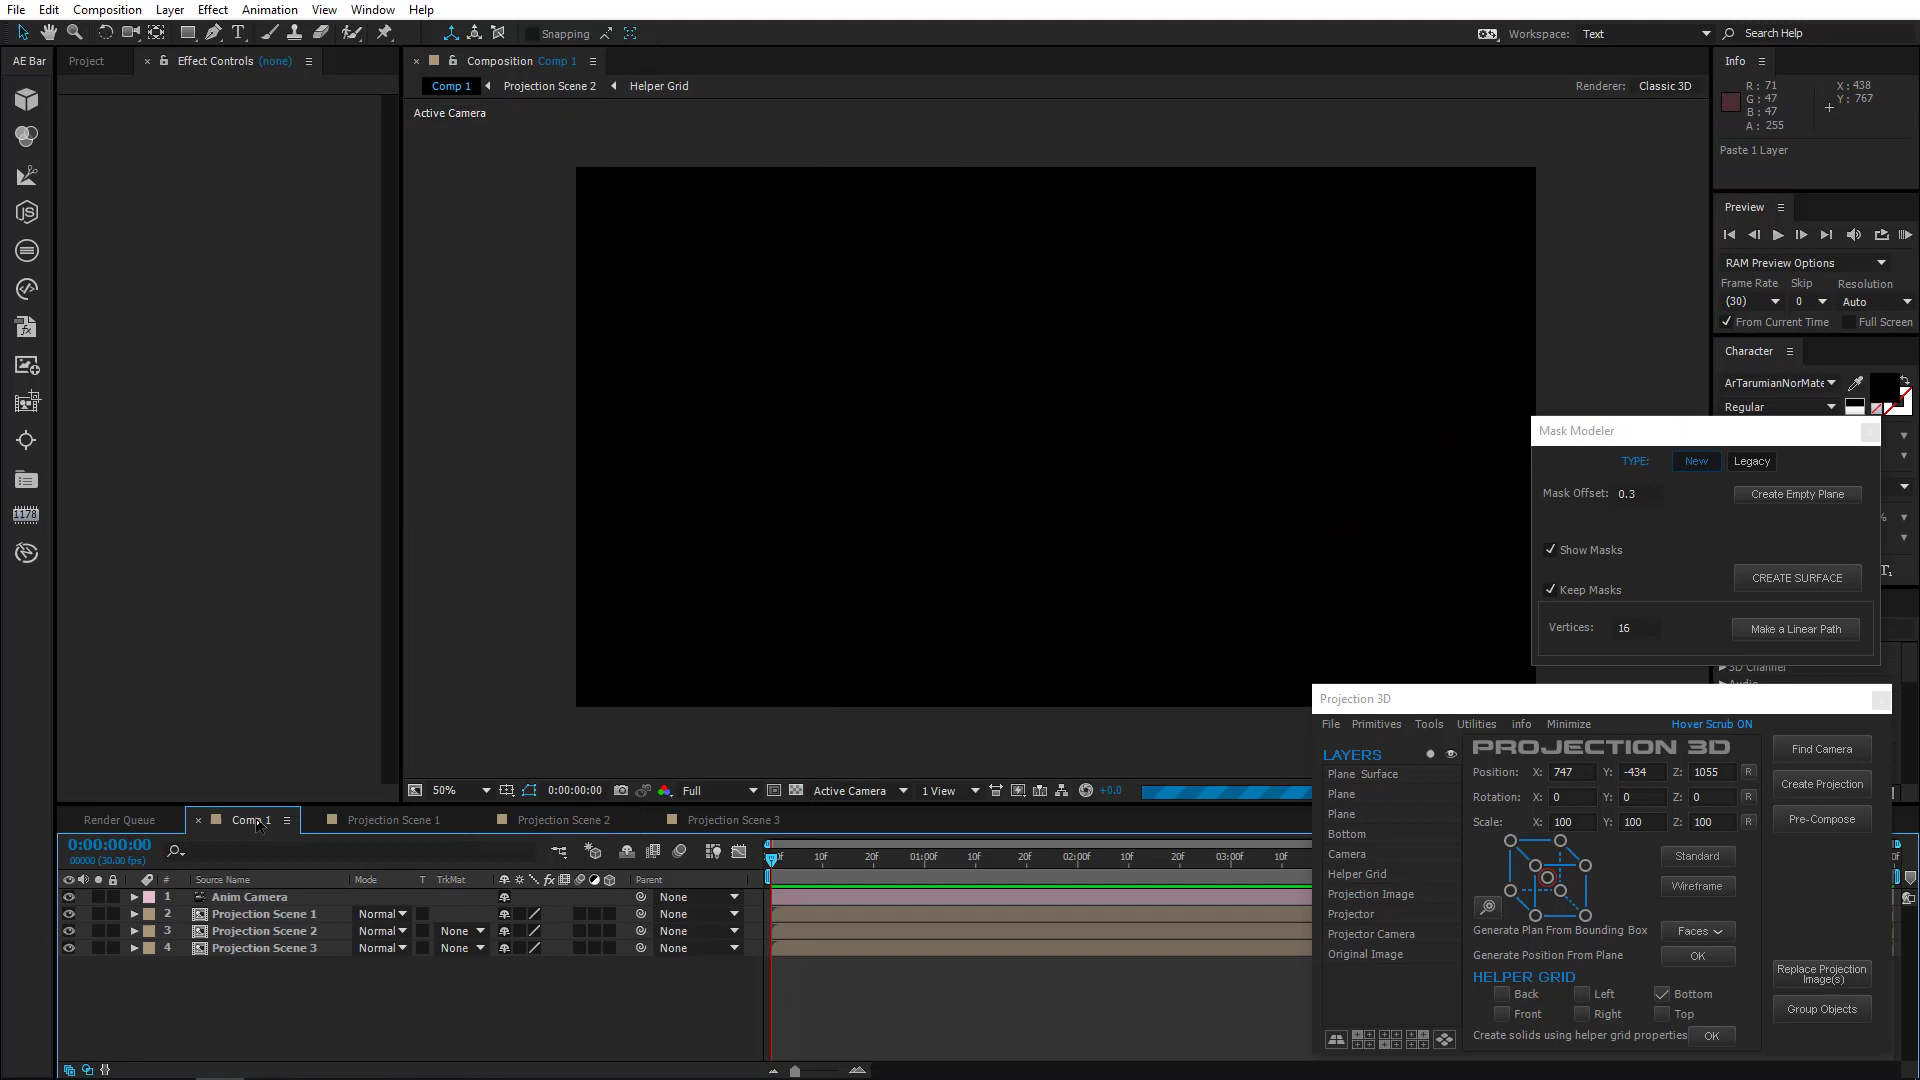 File Edit Composition Layer Effect Animation View Window Help
Snapping
Workspace: Text
Search Help
AE Bar
Project
Effect Controls (none)
Composition Comp 1
Comp 1 Projection Scene 2 Helper Grid
Renderer: Classic 3D
Active Camera
Info
R: 71
G: 47
B: 47
A: 255
X: 438
Y: 767
Paste 1 Layer
Preview
RAM Preview Options
Frame Rate Skip Resolution
(30) 0 Auto
From Current Time Full Screen
Character
ArTarumianNorMate
Regular
Mask Modeler
TYPE: New Legacy
Mask Offset: 0.3 Create Empty Plane
Show Masks
CREATE SURFACE
Keep Masks
Vertices: 16 Make a Linear Path
3D Channel
Audio
1178
Projection 3D
File Primitives Tools Utilities info Minimize Hover Scrub ON
LAYERS
Plane Surface
Plane
Plane
Bottom
Camera
Helper Grid
Projection Image
Projector
Projector Camera
Original Image
PROJECTION 3D
Position: X: 747 Y: -434 Z: 1055 R
Rotation: X: 0 Y: 0 Z: 0 R
Scale: X: 100 Y: 100 Z: 100 R
Standard
Wireframe
Generate Plan From Bounding Box Faces
Generate Position From Plane OK
HELPER GRID
Back Left Bottom
Front Right Top
Create solids using helper grid properties OK
Find Camera
Create Projection
Pre-Compose
Replace Projection
Image(s)
Group Objects
50% 0:00:00:00 Full Active Camera 1 View +0.0
Render Queue Comp 1 Projection Scene 1 Projection Scene 2 Projection Scene 3
0:00:00:00
00000 (30.00 fps)
10f 20f 01:00f 10f 20f 02:00f 10f 20f 03:00f 10f
# Source Name Mode T TrkMat Parent
1 Anim Camera None
2 Projection Scene 1 Normal None
3 Projection Scene 2 Normal None None
4 Projection Scene 3 Normal None None